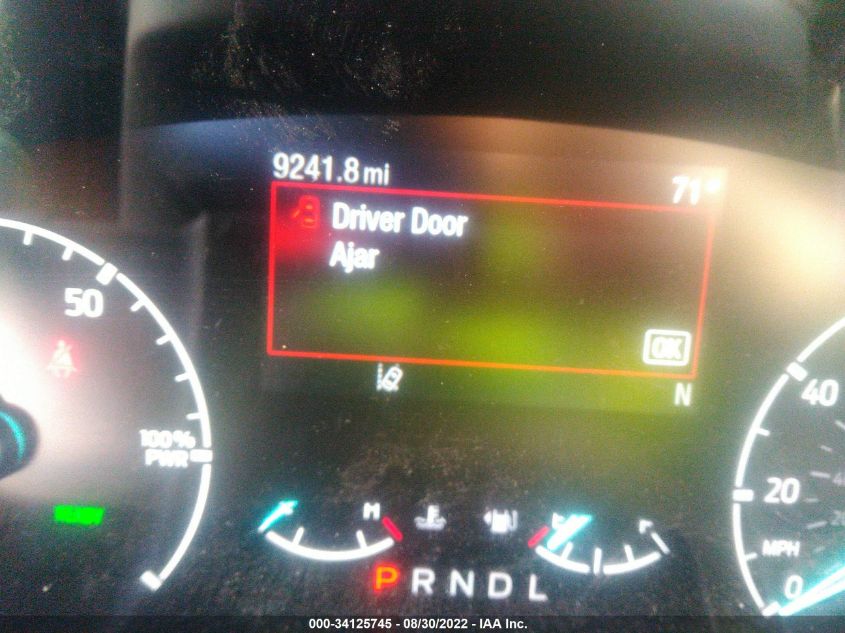 9241.8 mi
71°
Driver Door
Ajar
OK
N
50
100%
PWR
READY
C H
E F
PRNDL
40
20
MPH
0
000-34125745 - 08/30/2022 - IAA Inc.